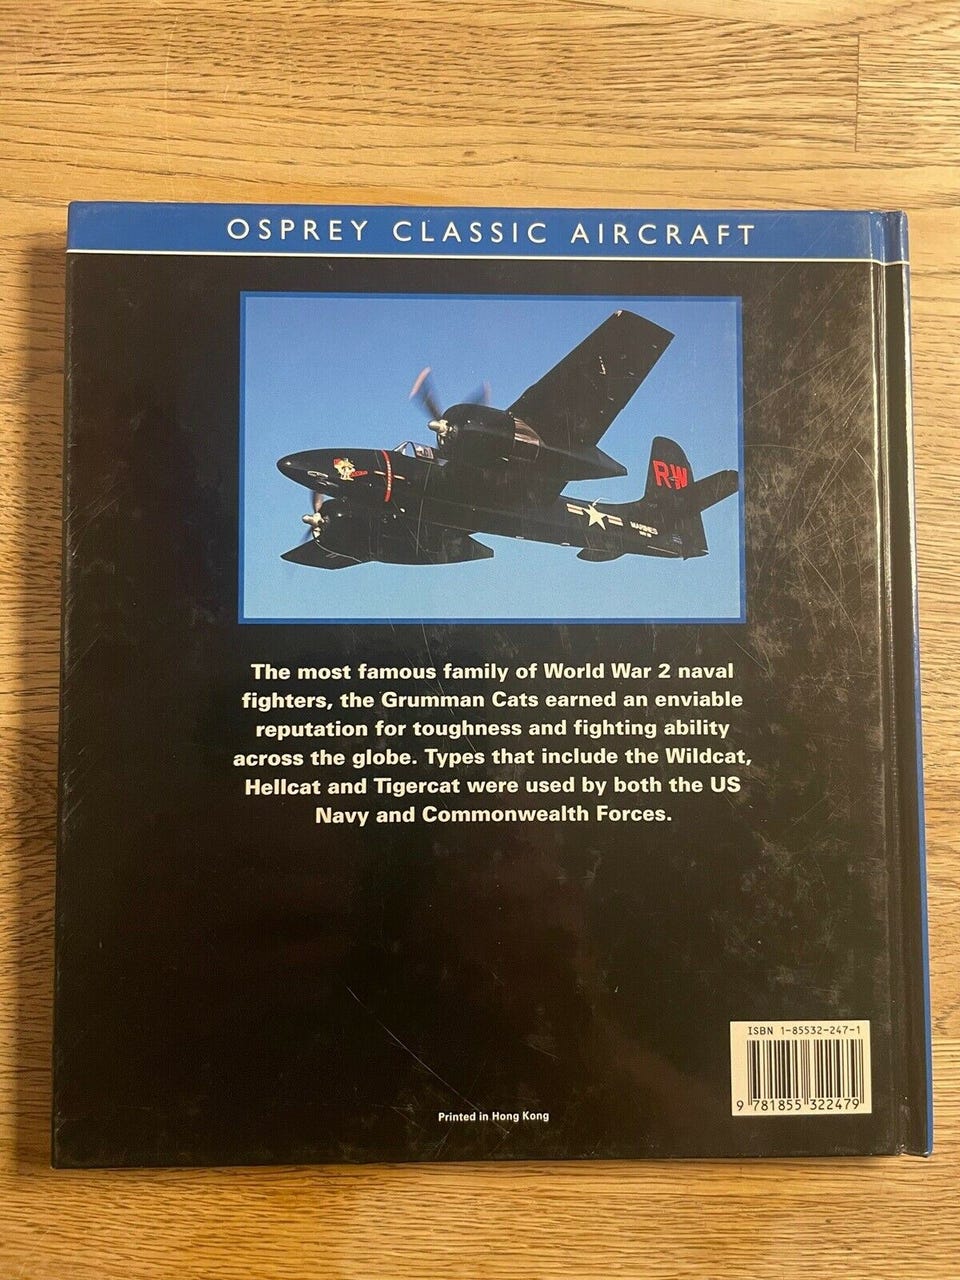 OSPREY CLASSIC AIRCRAFT
RW
MARINES
The most famous family of World War 2 naval
fighters, the Grumman Cats earned an enviable
reputation for toughness and fighting ability
across the globe. Types that include the Wildcat,
Hellcat and Tigercat were used by both the US
Navy and Commonwealth Forces.
ISBN 1-85532-247-1
9 781855 322479
Printed in Hong Kong